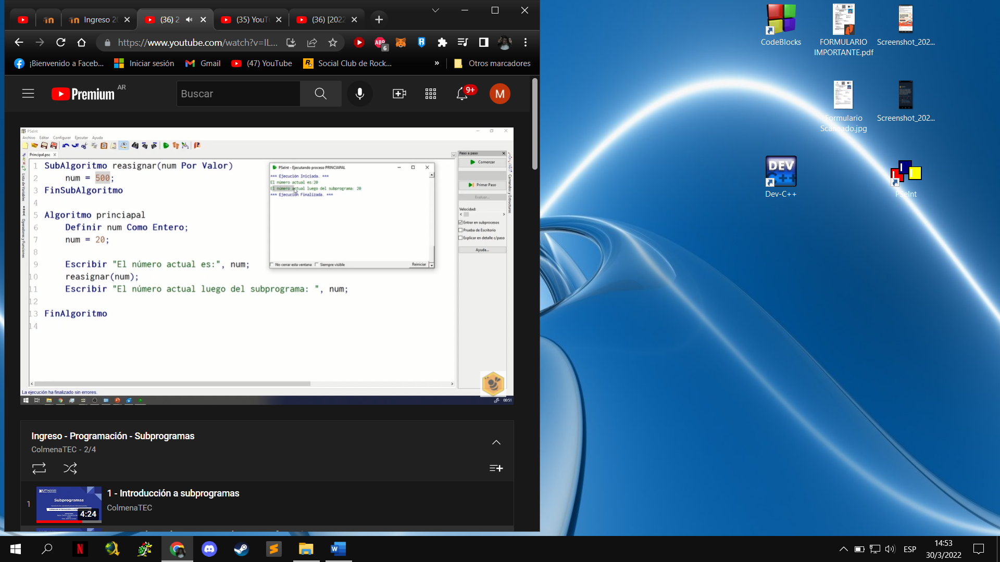 Ingreso 20
(36) 2
(35) YouT
(36) [2022
https://www.youtube.com/watch?v=IL...
ABP
6
¡Bienvenido a Faceb...
Iniciar sesión
Gmail
(47) YouTube
Social Club de Rock...
»
Otros marcadores
Premium
AR
Buscar
9+
M
PSeInt
Archivo Editar Configurar Ejecutar Ayuda
Principal.psc
Lista de Variables
Operadores y Funciones
1 SubAlgoritmo reasignar(num Por Valor)
2 num = 500;
3 FinSubAlgoritmo
4
5 Algoritmo princiapal
6 Definir num Como Entero;
7 num = 20;
8
9 Escribir "El número actual es:", num;
10 reasignar(num);
11 Escribir "El número actual luego del subprograma: ", num;
12
13 FinAlgoritmo
14
PSeInt - Ejecutando proceso PRINCIAPAL
*** Ejecución Iniciada. ***
El número actual es:20
El número actual luego del subprograma: 20
*** Ejecución Finalizada. ***
No cerrar esta ventana
Siempre visible
Reiniciar
Paso a paso
Comenzar
Primer Paso
Evaluar...
Velocidad:
Entrar en subprocesos
Prueba de Escritorio
Explicar en detalle c/paso
Ayuda...
Comandos y Estructuras
La ejecución ha finalizado sin errores.
00:51
Ingreso - Programación - Subprogramas
ColmenaTEC - 2/4
1
UTN
Subprogramas
4:24
1 - Introducción a subprogramas
ColmenaTEC
CodeBlocks
FORMULARIO
IMPORTANTE.pdf
Screenshot_202...
Formulario
Scaneado.jpg
Screenshot_202...
DEV
C++
Dev-C++
PSeInt
ESP
14:53
30/3/2022